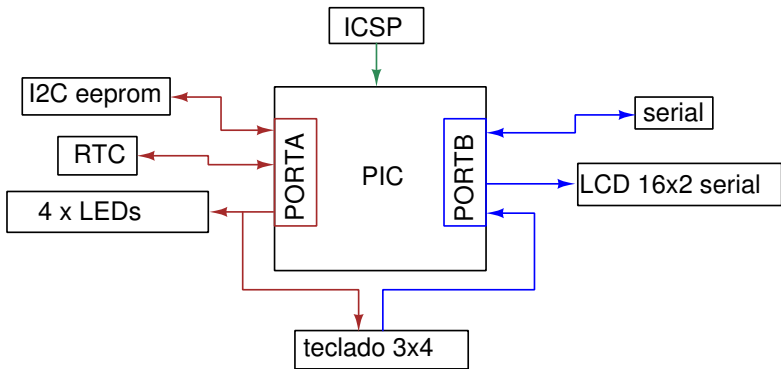 ICSP
I2C eeprom
serial
RTC
PORTA
PIC
PORTB
LCD 16x2 serial
4 x LEDs
teclado 3x4